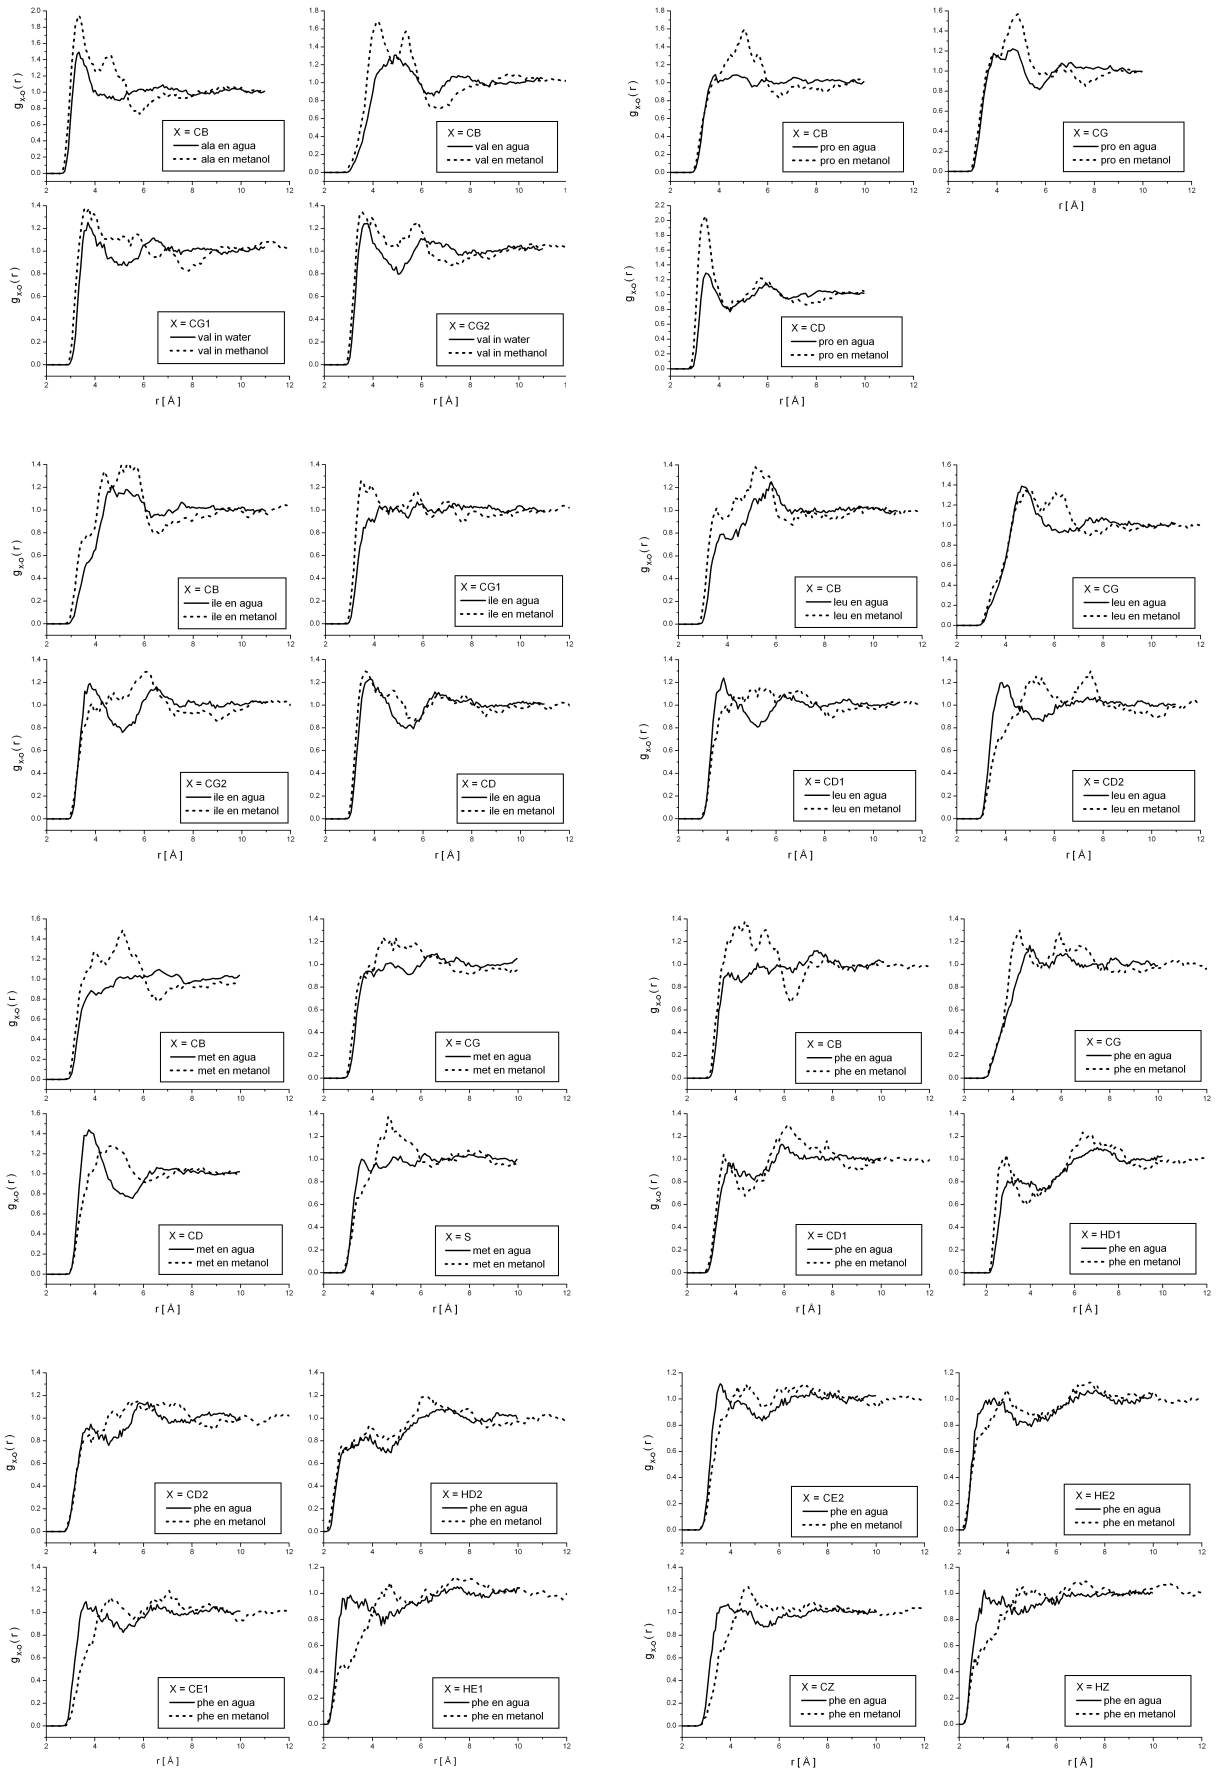 g X-O (r)
X = CB
ala en agua
ala en metanol
X = CB
val en agua
val en metanol
g X-O (r)
X = CG1
val in water
val in methanol
r [ Å ]
X = CG2
val in water
val in methanol
r [ Å ]
g X-O (r)
X = CB
pro en agua
pro en metanol
X = CG
pro en agua
pro en metanol
r [ Å ]
g X-O (r)
X = CD
pro en agua
pro en metanol
r [ Å ]
g X-O (r)
X = CB
ile en agua
ile en metanol
X = CG1
ile en agua
ile en metanol
g X-O (r)
X = CG2
ile en agua
ile en metanol
r [ Å ]
X = CD
ile en agua
ile en metanol
r [ Å ]
g X-O (r)
X = CB
leu en agua
leu en metanol
X = CG
leu en agua
leu en metanol
g X-O (r)
X = CD1
leu en agua
leu en metanol
r [ Å ]
X = CD2
leu en agua
leu en metanol
r [ Å ]
g X-O (r)
X = CB
met en agua
met en metanol
X = CG
met en agua
met en metanol
g X-O (r)
X = CD
met en agua
met en metanol
r [ Å ]
X = S
met en agua
met en metanol
r [ Å ]
g X-O (r)
X = CB
phe en agua
phe en metanol
X = CG
phe en agua
phe en metanol
g X-O (r)
X = CD1
phe en agua
phe en metanol
r [ Å ]
X = HD1
phe en agua
phe en metanol
r [ Å ]
g X-O (r)
X = CD2
phe en agua
phe en metanol
X = HD2
phe en agua
phe en metanol
g X-O (r)
X = CE1
phe en agua
phe en metanol
r [ Å ]
X = HE1
phe en agua
phe en metanol
r [ Å ]
g X-O (r)
X = CE2
phe en agua
phe en metanol
X = HE2
phe en agua
phe en metanol
g X-O (r)
X = CZ
phe en agua
phe en metanol
r [ Å ]
X = HZ
phe en agua
phe en metanol
r [ Å ]